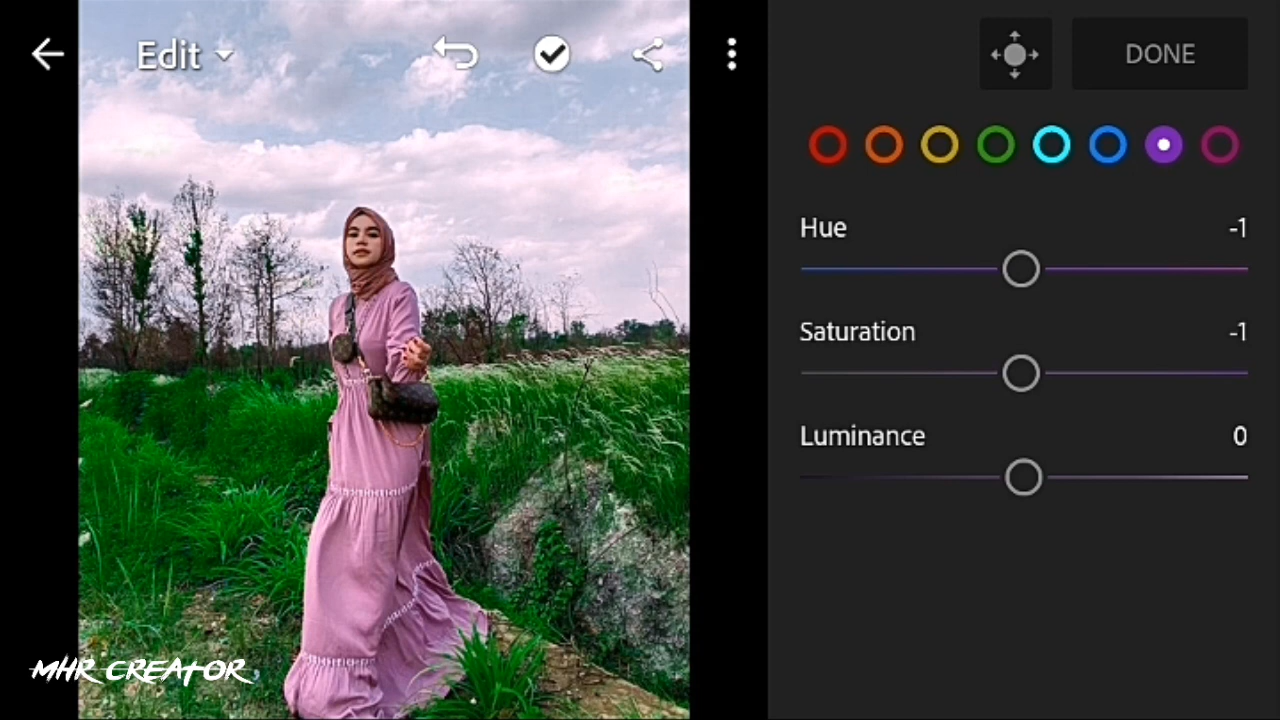 Edit
DONE
Hue -1
Saturation -1
Luminance 0
MHR CREATOR